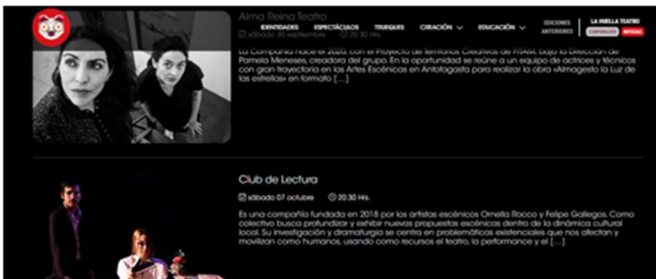 Alma Reina Teatro
IDENTIDADES ESPECTÁCULOS TRUEQUES CREACIÓN EDUCACIÓN EDICIONES ANTERIORES LA HUELLA TEATRO
CORPORACIÓN NOTICIAS
sábado 30 septiembre 20:30 Hrs.
La Compañía nace el 2020, con el Proyecto de Territorios Creativos de FITAM, bajo la Dirección de
Pamela Meneses, creadora del grupo. En la oportunidad se reúne a un equipo de actrices y técnicos
con gran trayectoria en las Artes Escénicas en Antofagasta para realizar la obra «Almagesto la Luz de
las estrellas» en formato [...]
Club de Lectura
sábado 07 octubre 20:30 Hrs.
Es una compañía fundada en 2018 por los artistas escénicos Ornella Rocco y Felipe Gallegos. Como
colectivo busca profundizar y exhibir nuevas propuestas escénicas dentro de la dinámica cultural
local. Su investigación y dramaturgia se centra en problemáticas existenciales que nos afectan y
movilizan como humanos, usando como recursos el teatro, la performance y el [...]